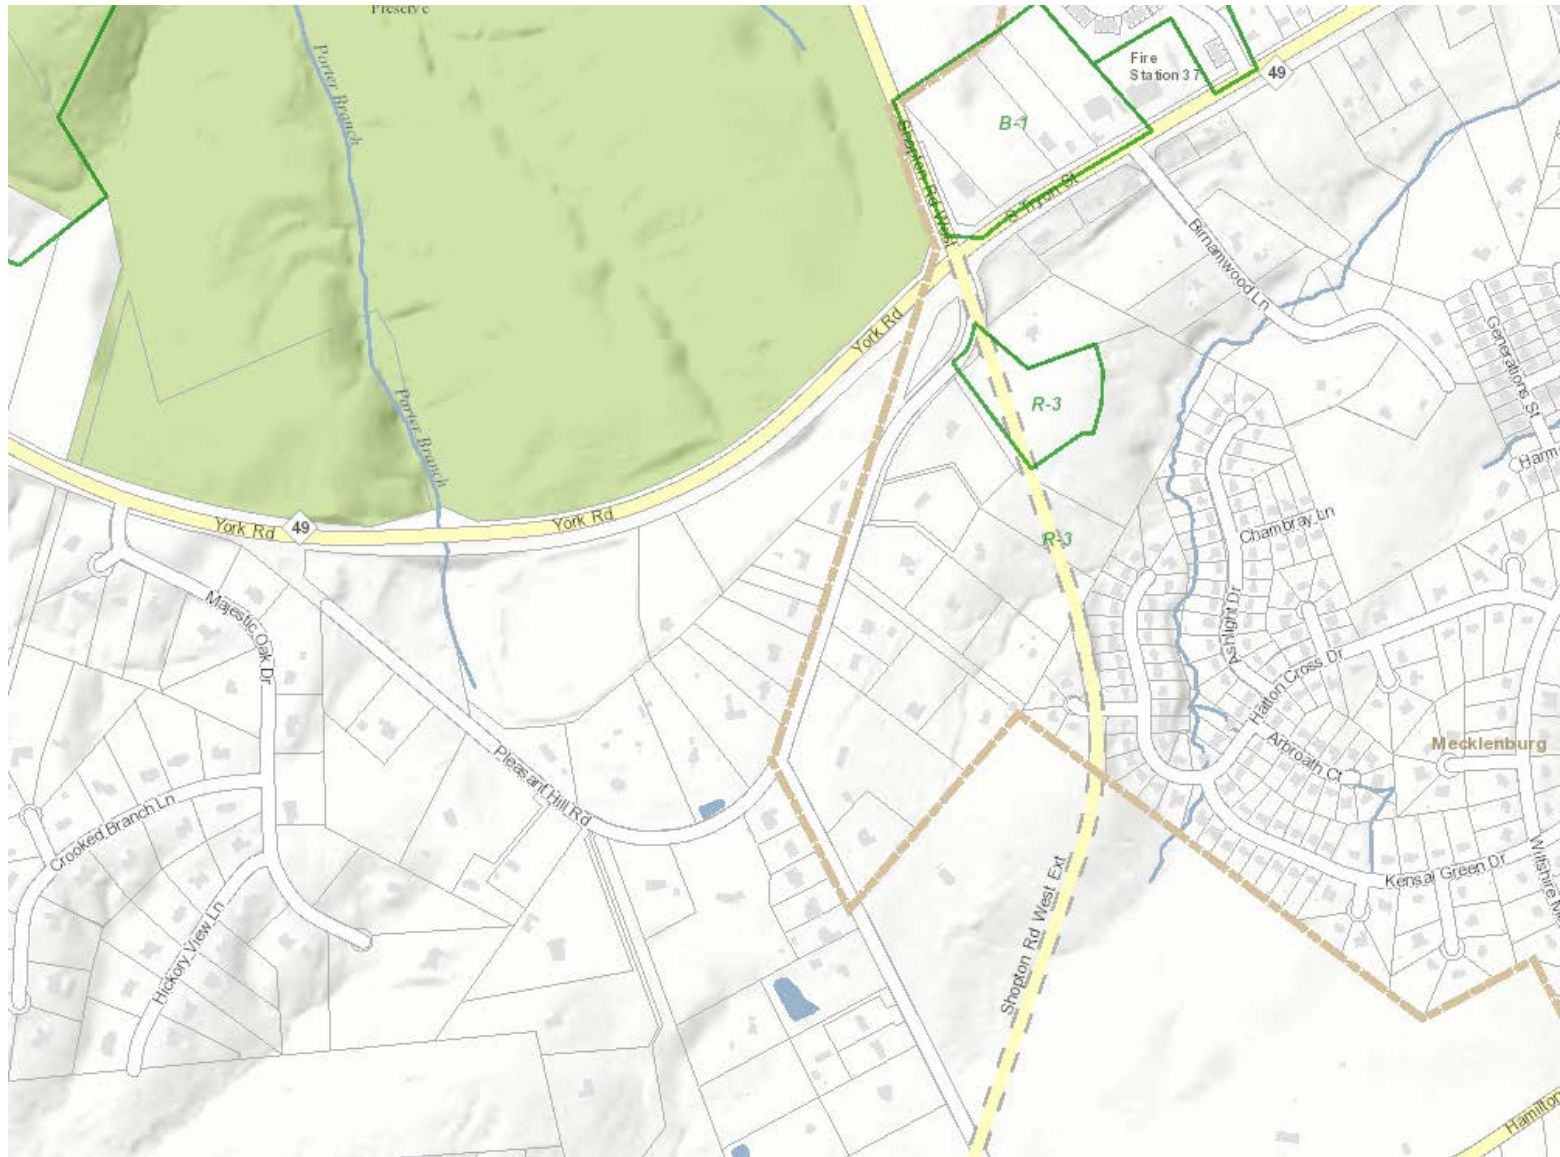 Preserve
Porter Branch
Fire
Station 37
49
B-1
Shopton Rd West
S Tryon St
Birnamwood Ln
York Rd
Generations St
R-3
Porter Branch
York Rd
49
York Rd
R-3
Chambray Ln
Majestic Oak Dr
Ashlight Dr
Hatton Cross Dr
Arbroath Ct
Mecklenburg
Pleasant Hill Rd
Crooked Branch Ln
Kensal Green Dr
Hickory View Ln
Shopton Rd West Ext
Hamilton